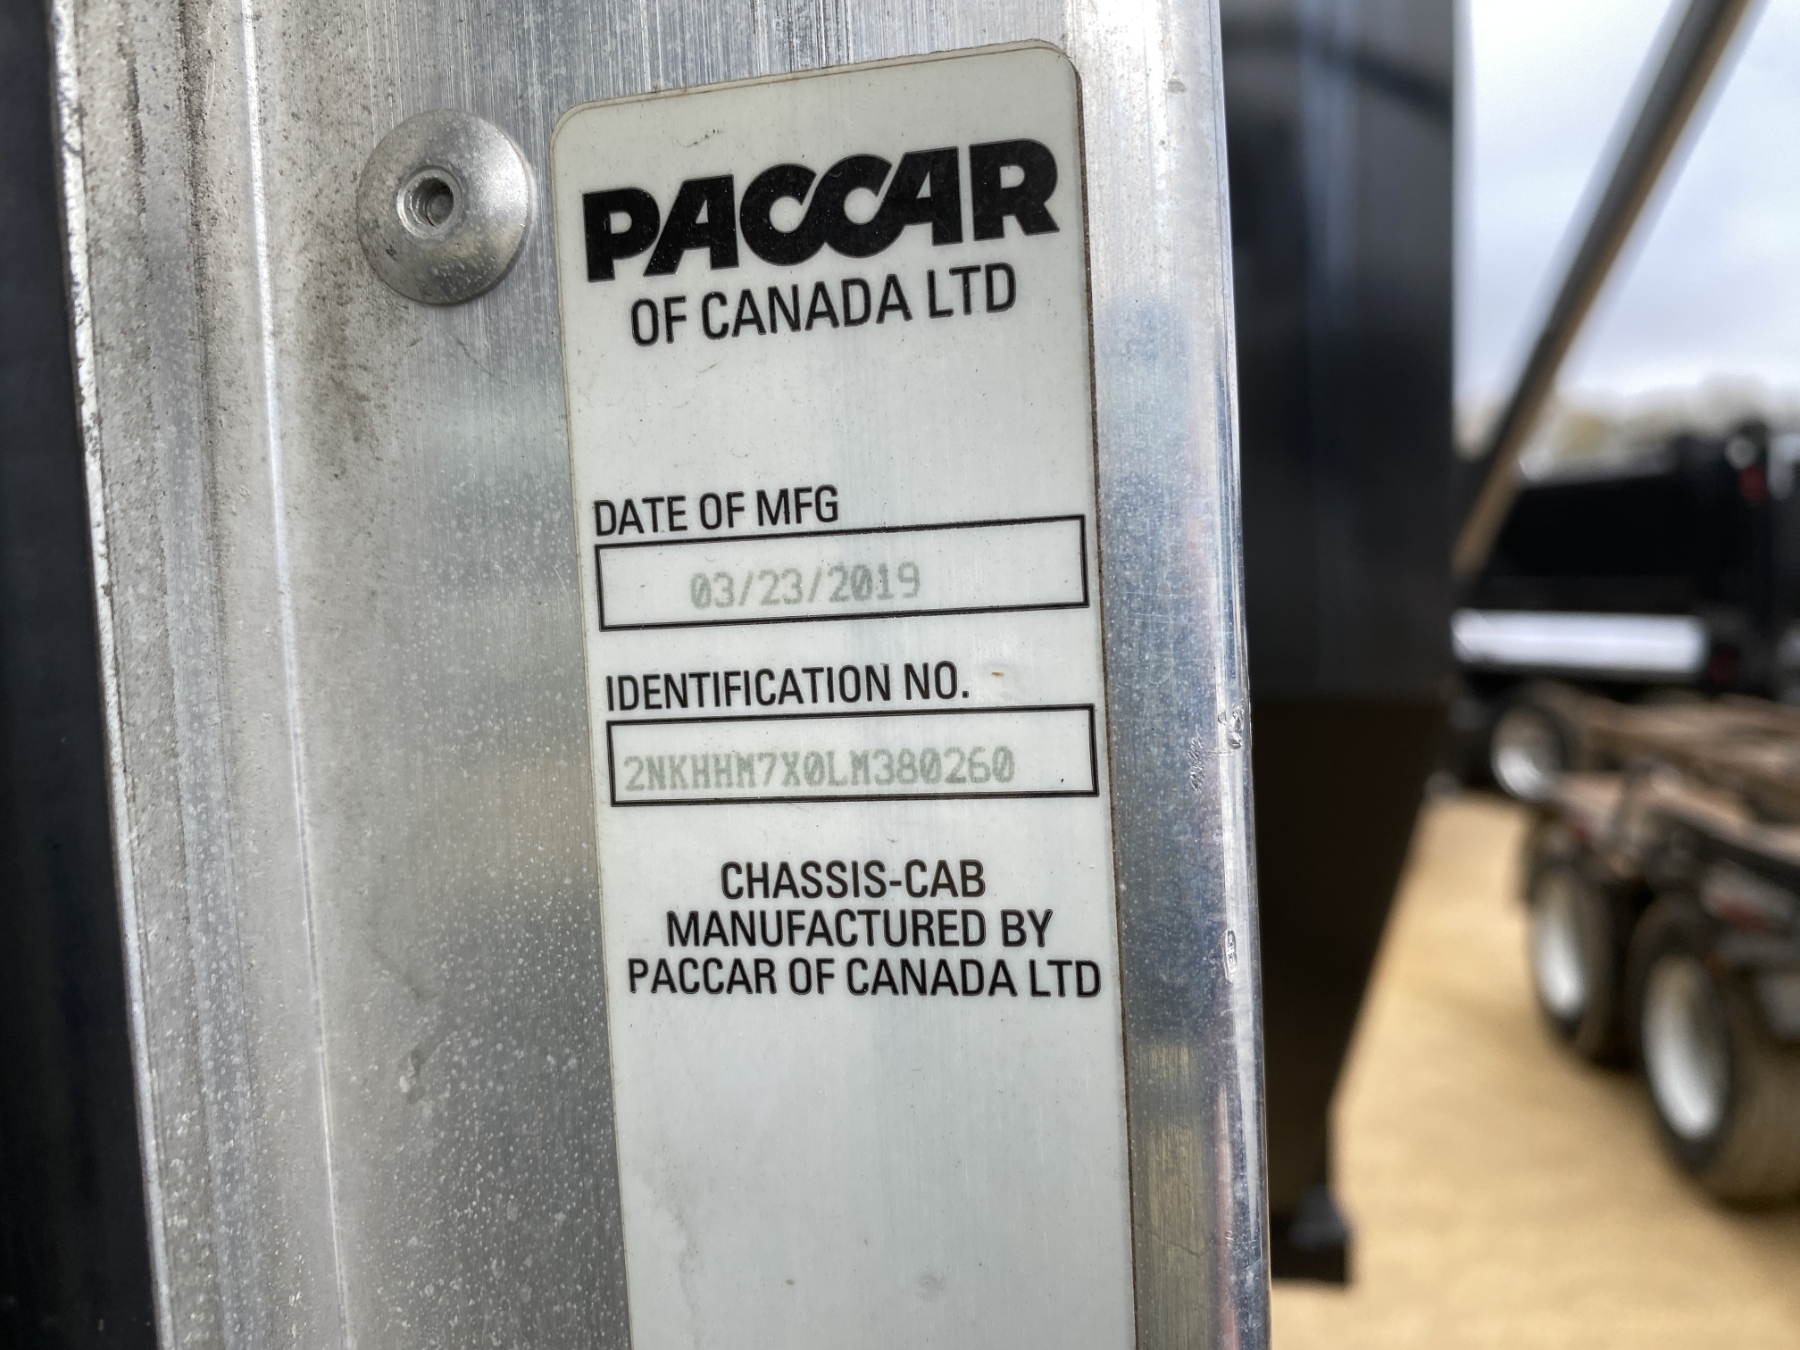 PACCAR
OF CANADA LTD
DATE OF MFG
03/23/2019
IDENTIFICATION NO.
2NKHHM7X0LM380260
CHASSIS-CAB
MANUFACTURED BY
PACCAR OF CANADA LTD